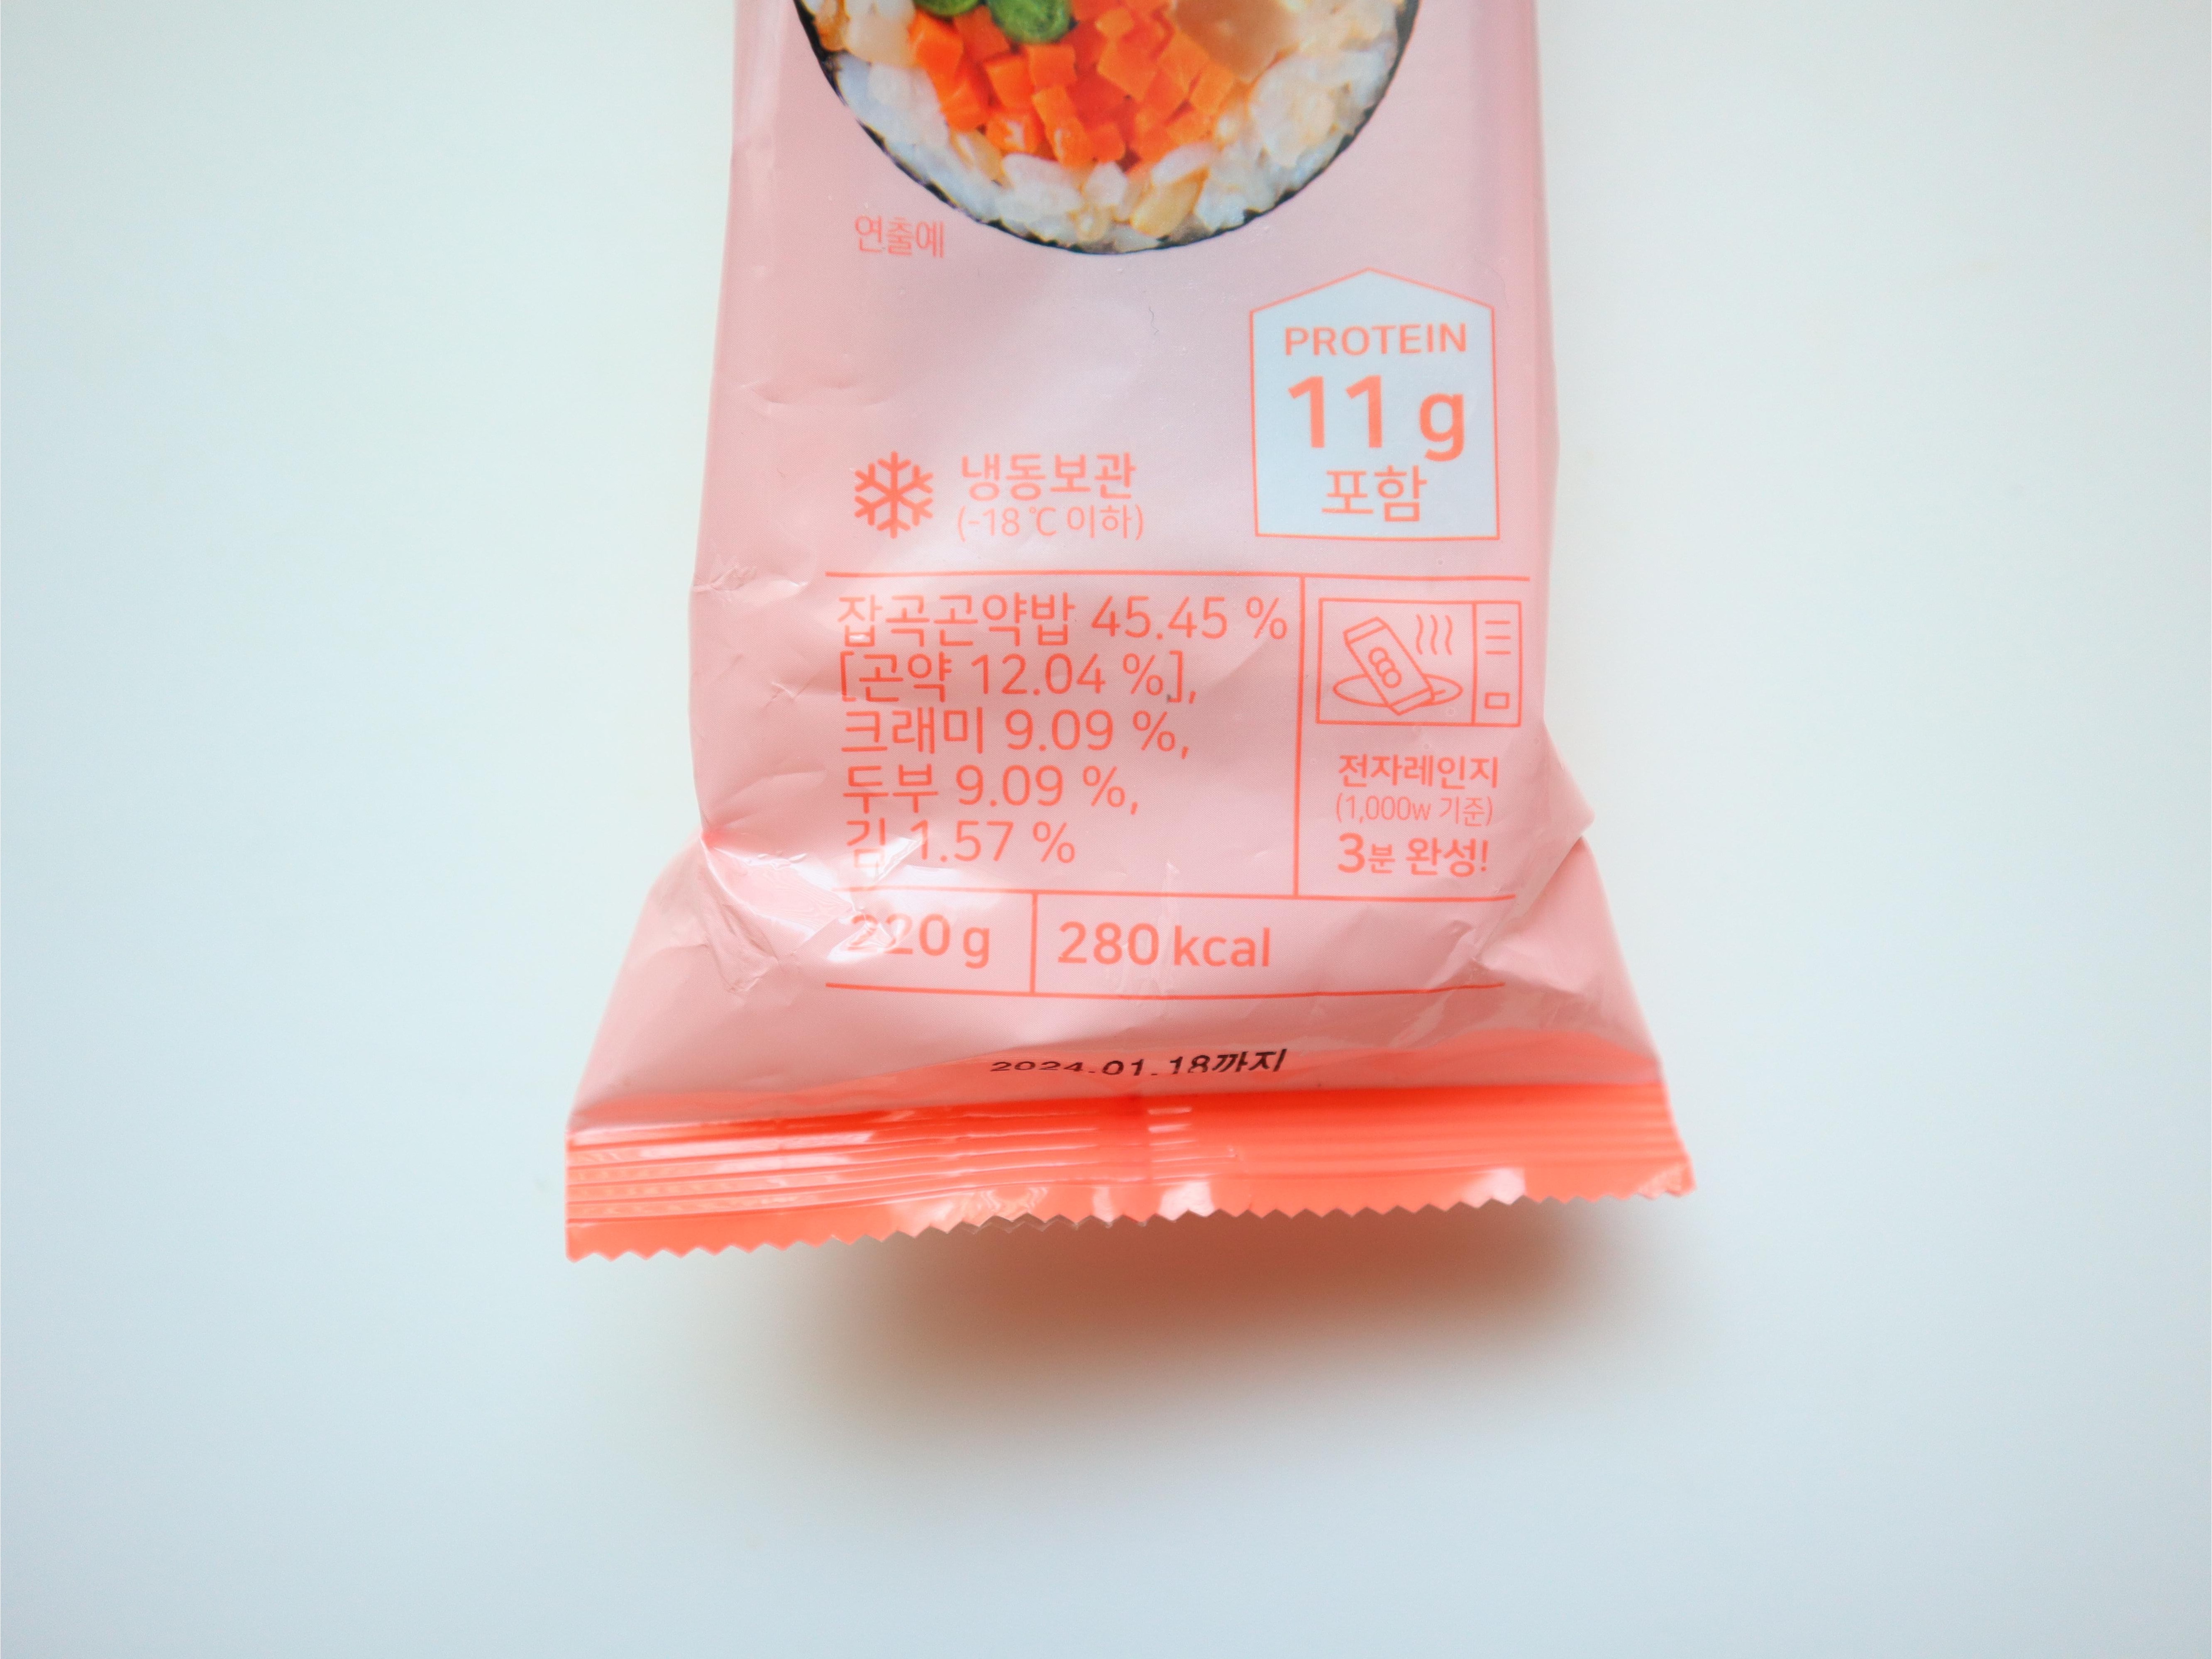 연출예
PROTEIN
11g
포함
냉동보관
(-18℃ 이하)
잡곡곤약밥 45.45 %
[곤약 12.04 %],
크래미 9.09 %,
두부 9.09 %,
김 1.57 %
전자레인지
(1,000w 기준)
3분 완성!
220g
280kcal
2024.01.18까지